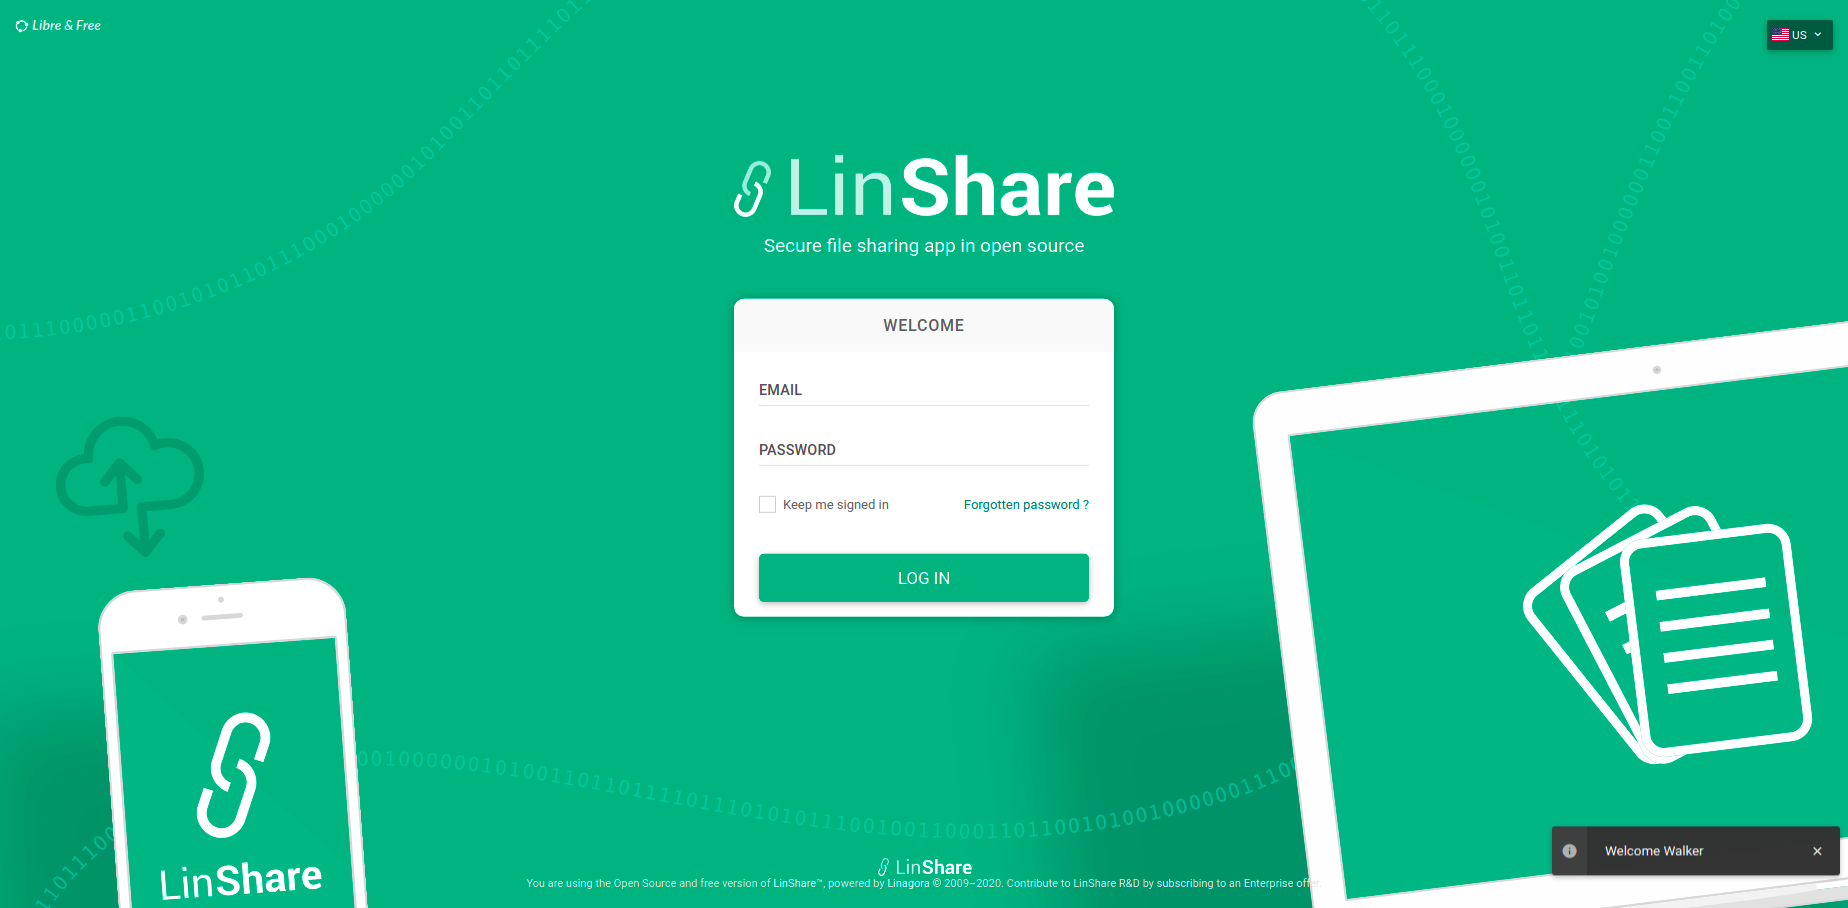 Libre & Free
US
LinShare
Secure file sharing app in open source
WELCOME
EMAIL
PASSWORD
Keep me signed in
Forgotten password ?
LOG IN
LinShare
Welcome Walker
LinShare
You are using the Open Source and free version of LinShare™, powered by Linagora © 2009–2020. Contribute to LinShare R&D by subscribing to an Enterprise offer.